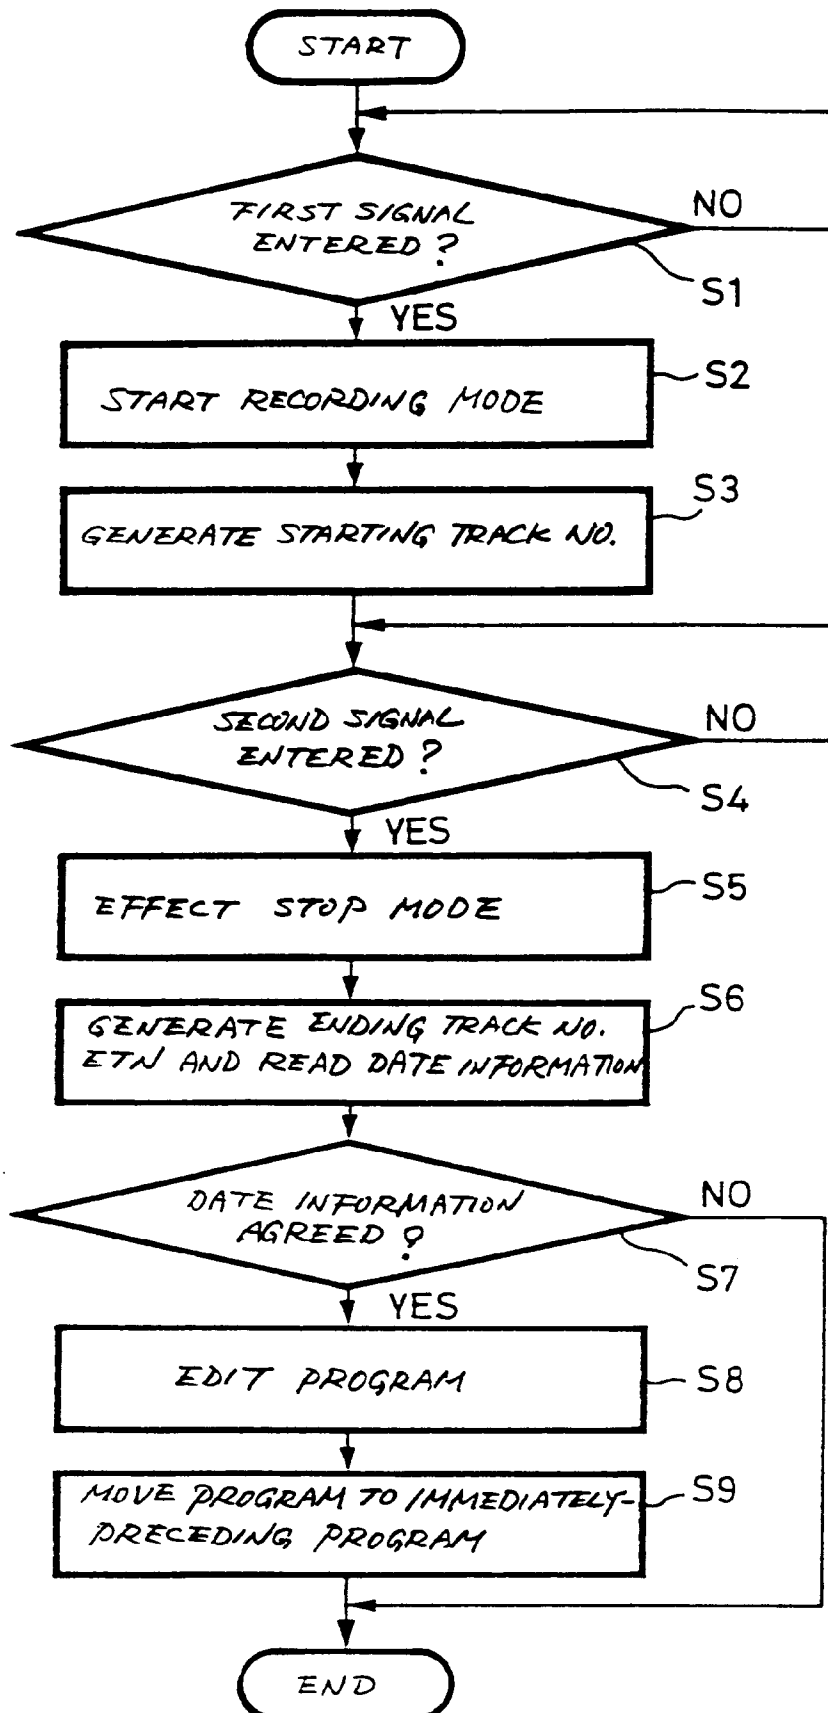 START
FIRST SIGNAL
ENTERED?
NO
S1
YES
START RECORDING MODE
S2
GENERATE STARTING TRACK NO.
S3
SECOND SIGNAL
ENTERED?
NO
S4
YES
EFFECT STOP MODE
S5
GENERATE ENDING TRACK NO.
ETN AND READ DATE INFORMATION
S6
DATE INFORMATION
AGREED?
NO
S7
YES
EDIT PROGRAM
S8
MOVE PROGRAM TO IMMEDIATELY-
PRECEDING PROGRAM
S9
END